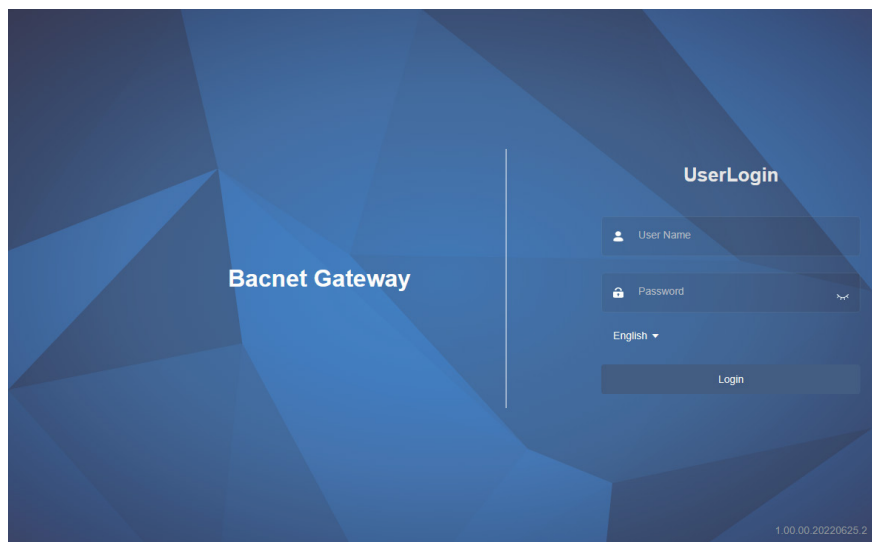 Bacnet Gateway
UserLogin
User Name
Password
English
Login
1.00.00.20220625.2